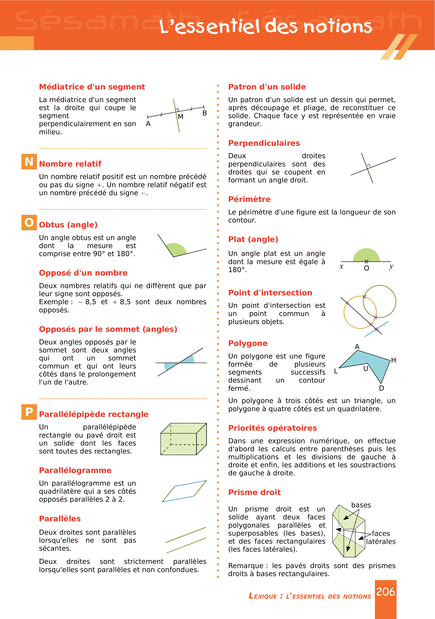 Sésamath
L'essentiel des notions
Médiatrice d'un segment
La médiatrice d'un segment
est la droite qui coupe le
segment
perpendiculairement en son
milieu.
A
M
B
N
Nombre relatif
Un nombre relatif positif est un nombre précédé
ou pas du signe +. Un nombre relatif négatif est
un nombre précédé du signe −.
O
Obtus (angle)
Un angle obtus est un angle
dont la mesure est
comprise entre 90° et 180°.
Opposé d'un nombre
Deux nombres relatifs qui ne diffèrent que par
leur signe sont opposés.
Exemple : − 8,5 et + 8,5 sont deux nombres
opposés.
Opposés par le sommet (angles)
Deux angles opposés par le
sommet sont deux angles
qui ont un sommet
commun et qui ont leurs
côtés dans le prolongement
l'un de l'autre.
P
Parallélépipède rectangle
Un parallélépipède
rectangle ou pavé droit est
un solide dont les faces
sont toutes des rectangles.
Parallélogramme
Un parallélogramme est un
quadrilatère qui a ses côtés
opposés parallèles 2 à 2.
Parallèles
Deux droites sont parallèles
lorsqu'elles ne sont pas
sécantes.
Deux droites sont strictement parallèles
lorsqu'elles sont parallèles et non confondues.
Patron d'un solide
Un patron d'un solide est un dessin qui permet,
après découpage et pliage, de reconstituer ce
solide. Chaque face y est représentée en vraie
grandeur.
Perpendiculaires
Deux droites
perpendiculaires sont des
droites qui se coupent en
formant un angle droit.
Périmètre
Le périmètre d'une figure est la longueur de son
contour.
Plat (angle)
Un angle plat est un angle
dont la mesure est égale à
180°.
x
O
y
Point d'intersection
Un point d'intersection est
un point commun à
plusieurs objets.
Polygone
Un polygone est une figure
formée de plusieurs
segments successifs
dessinant un contour
fermé.
A
H
L
U
D
Un polygone à trois côtés est un triangle, un
polygone à quatre côtés est un quadrilatère.
Priorités opératoires
Dans une expression numérique, on effectue
d'abord les calculs entre parenthèses puis les
multiplications et les divisions de gauche à
droite et enfin, les additions et les soustractions
de gauche à droite.
Prisme droit
Un prisme droit est un
solide ayant deux faces
polygonales parallèles et
superposables (les bases),
et des faces rectangulaires
(les faces latérales).
bases
faces
latérales
Remarque : les pavés droits sont des prismes
droits à bases rectangulaires.
Lexique : l'essentiel des notions
206